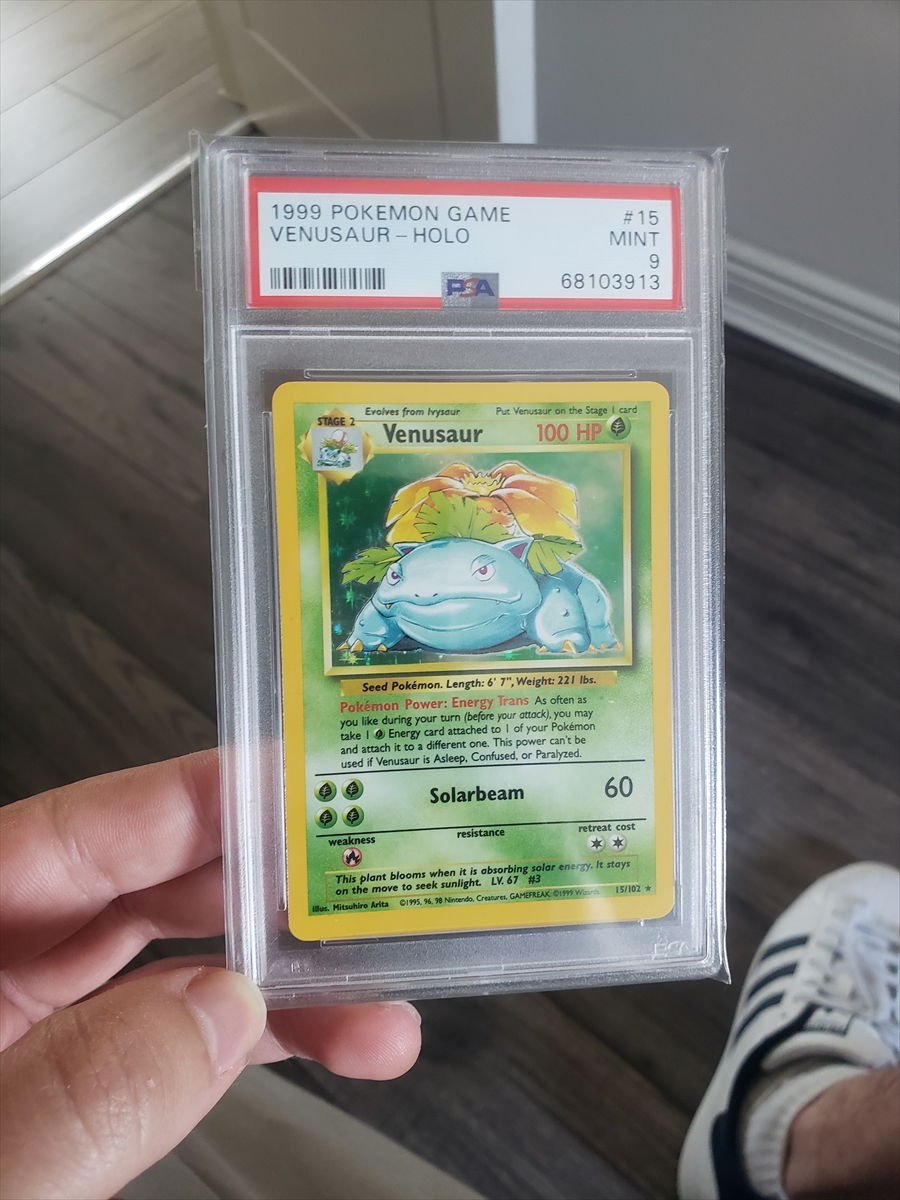 1999 POKEMON GAME #15
VENUSAUR – HOLO MINT
9
68103913
PSA
Evolves from Ivysaur Put Venusaur on the Stage 1 card
STAGE 2
Venusaur 100 HP
Seed Pokémon. Length: 6' 7", Weight: 221 lbs.
Pokémon Power: Energy Trans As often as
you like during your turn (before your attack), you may
take 1 Energy card attached to 1 of your Pokémon
and attach it to a different one. This power can't be
used if Venusaur is Asleep, Confused, or Paralyzed.
Solarbeam 60
weakness resistance retreat cost
This plant blooms when it is absorbing solar energy. It stays
on the move to seek sunlight. LV. 67 #3
Illus. Mitsuhiro Arita ©1995, 96, 98 Nintendo, Creatures, GAMEFREAK. ©1999 Wizards. 15/102 ★
PSA